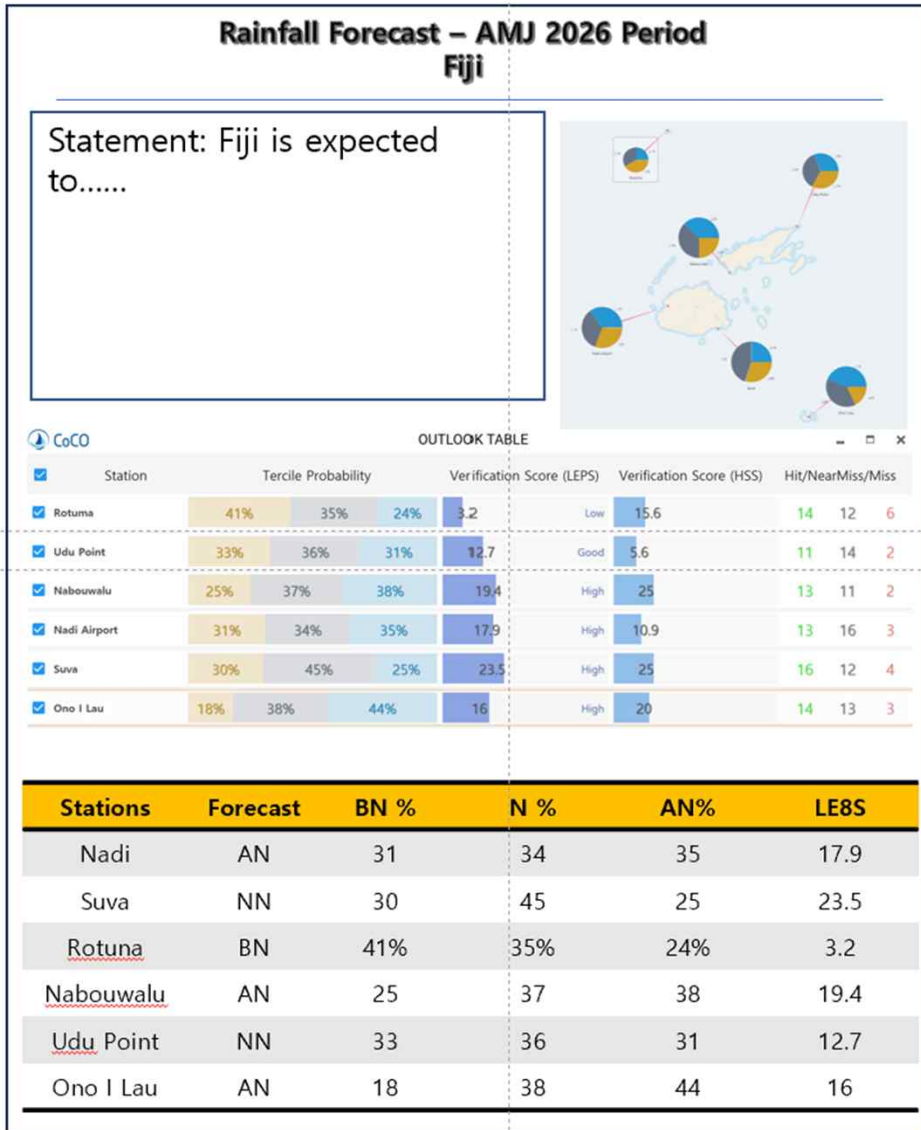 Rainfall Forecast – AMJ 2026 Period
Fiji
Statement: Fiji is expected
to......
CoCO
OUTLOOK TABLE
Station Tercile Probability Verification Score (LEPS) Verification Score (HSS) Hit/NearMiss/Miss
Rotuma 41% 35% 24% 3.2 Low 15.6 14 12 6
Udu Point 33% 36% 31% 12.7 Good 5.6 11 14 2
Nabouwalu 25% 37% 38% 19.4 High 25 13 11 2
Nadi Airport 31% 34% 35% 17.9 High 10.9 13 16 3
Suva 30% 45% 25% 23.5 High 25 16 12 4
Ono I Lau 18% 38% 44% 16 High 20 14 13 3
Stations Forecast BN % N % AN% LE8S
Nadi AN 31 34 35 17.9
Suva NN 30 45 25 23.5
Rotuna BN 41% 35% 24% 3.2
Nabouwalu AN 25 37 38 19.4
Udu Point NN 33 36 31 12.7
Ono I Lau AN 18 38 44 16